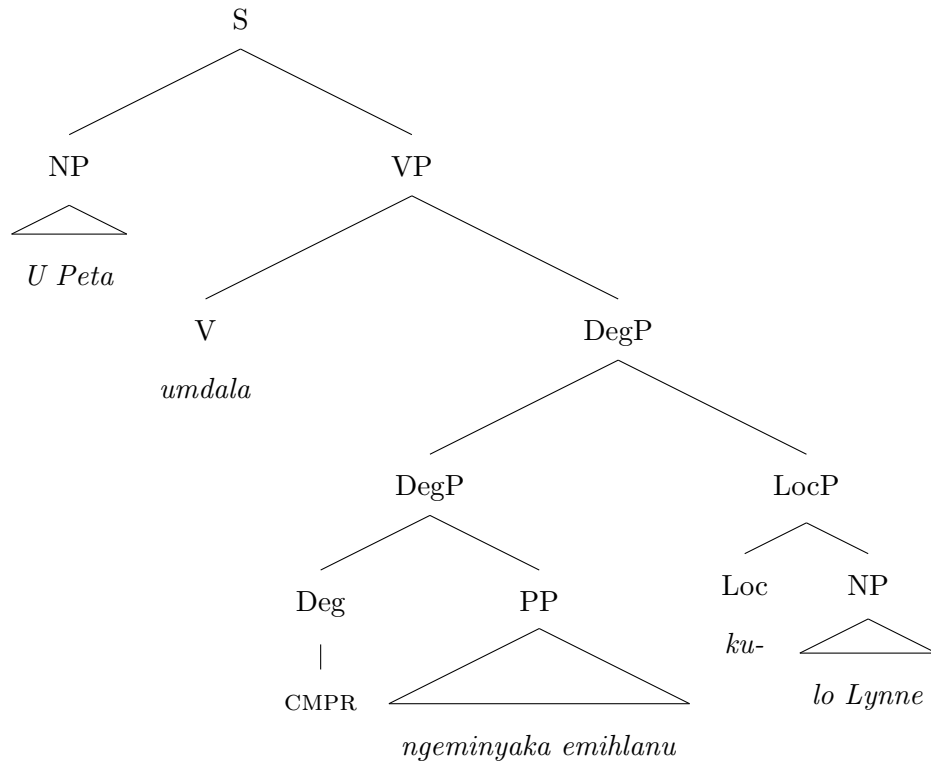 S
NP VP
U Peta
V DegP
umdala
DegP LocP
Deg PP Loc NP
ku-
CMPR lo Lynne
ngeminyaka emihlanu